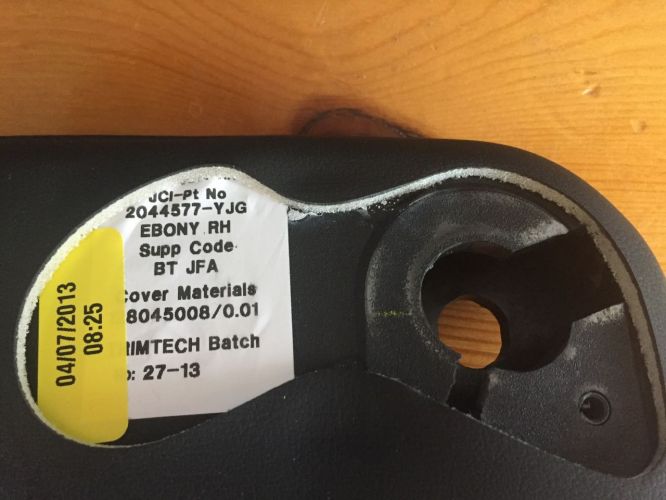 JCI-Pt No
2044577-YJG
EBONY RH
Supp Code
BT JFA
Cover Materials
8045008/0.01
Batch
27-13
04/07/2013
08:25